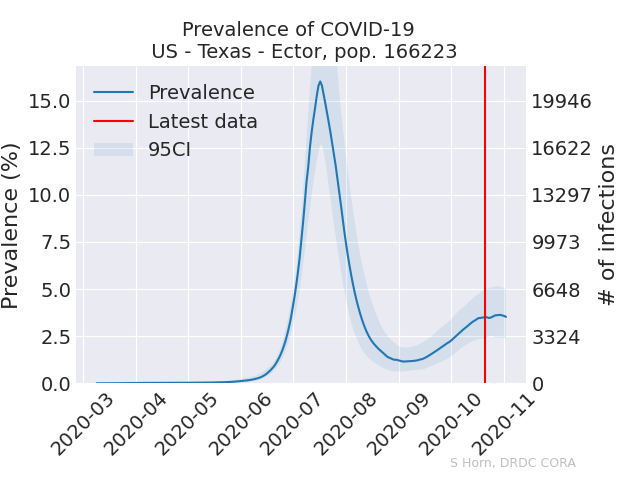 Prevalence of COVID-19
US - Texas - Ector, pop. 166223
Prevalence (%)
15.0
12.5
10.0
7.5
5.0
2.5
0.0
Prevalence
Latest data
95CI
19946
16622
13297
9973
6648
3324
0
# of infections
2020-03
2020-04
2020-05
2020-06
2020-07
2020-08
2020-09
2020-10
2020-11
S Horn, DRDC CORA